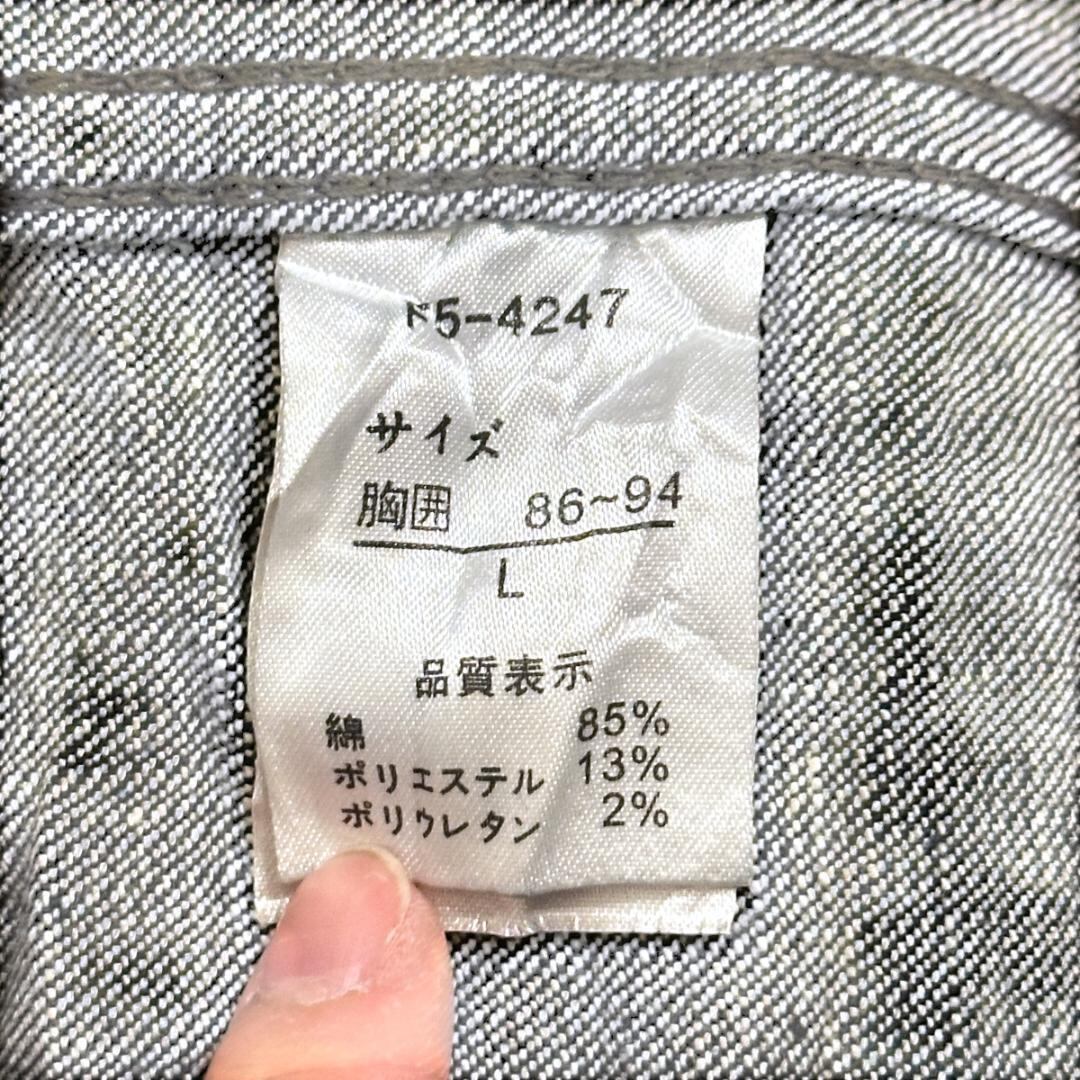 5-4247
サイズ
胸囲 86~94
L
品質表示
綿 85%
ポリエステル 13%
ポリウレタン 2%